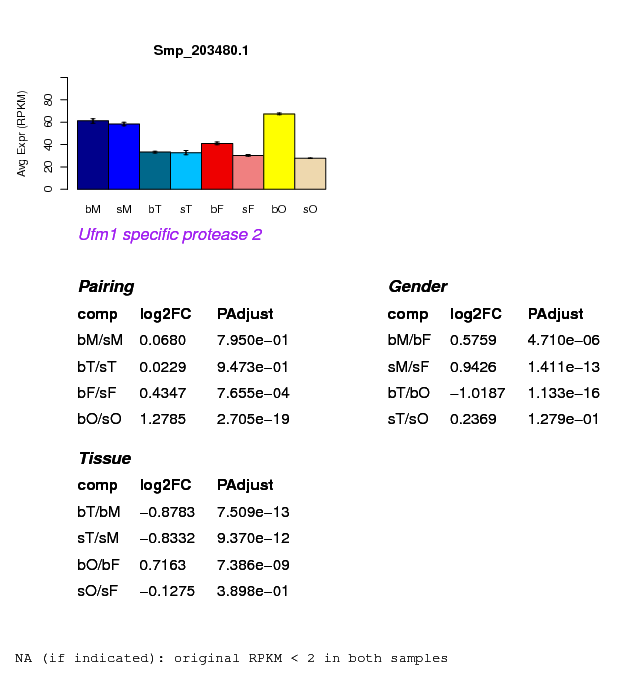 Smp_203480.1
Avg Expr (RPKM)
0 20 40 60 80
bM sM bT sT bF sF bO sO
Ufm1 specific protease 2
Pairing
comp log2FC PAdjust
bM/sM 0.0680 7.950e−01
bT/sT 0.0229 9.473e−01
bF/sF 0.4347 7.655e−04
bO/sO 1.2785 2.705e−19
Gender
comp log2FC PAdjust
bM/bF 0.5759 4.710e−06
sM/sF 0.9426 1.411e−13
bT/bO −1.0187 1.133e−16
sT/sO 0.2369 1.279e−01
Tissue
comp log2FC PAdjust
bT/bM −0.8783 7.509e−13
sT/sM −0.8332 9.370e−12
bO/bF 0.7163 7.386e−09
sO/sF −0.1275 3.898e−01
NA (if indicated): original RPKM < 2 in both samples